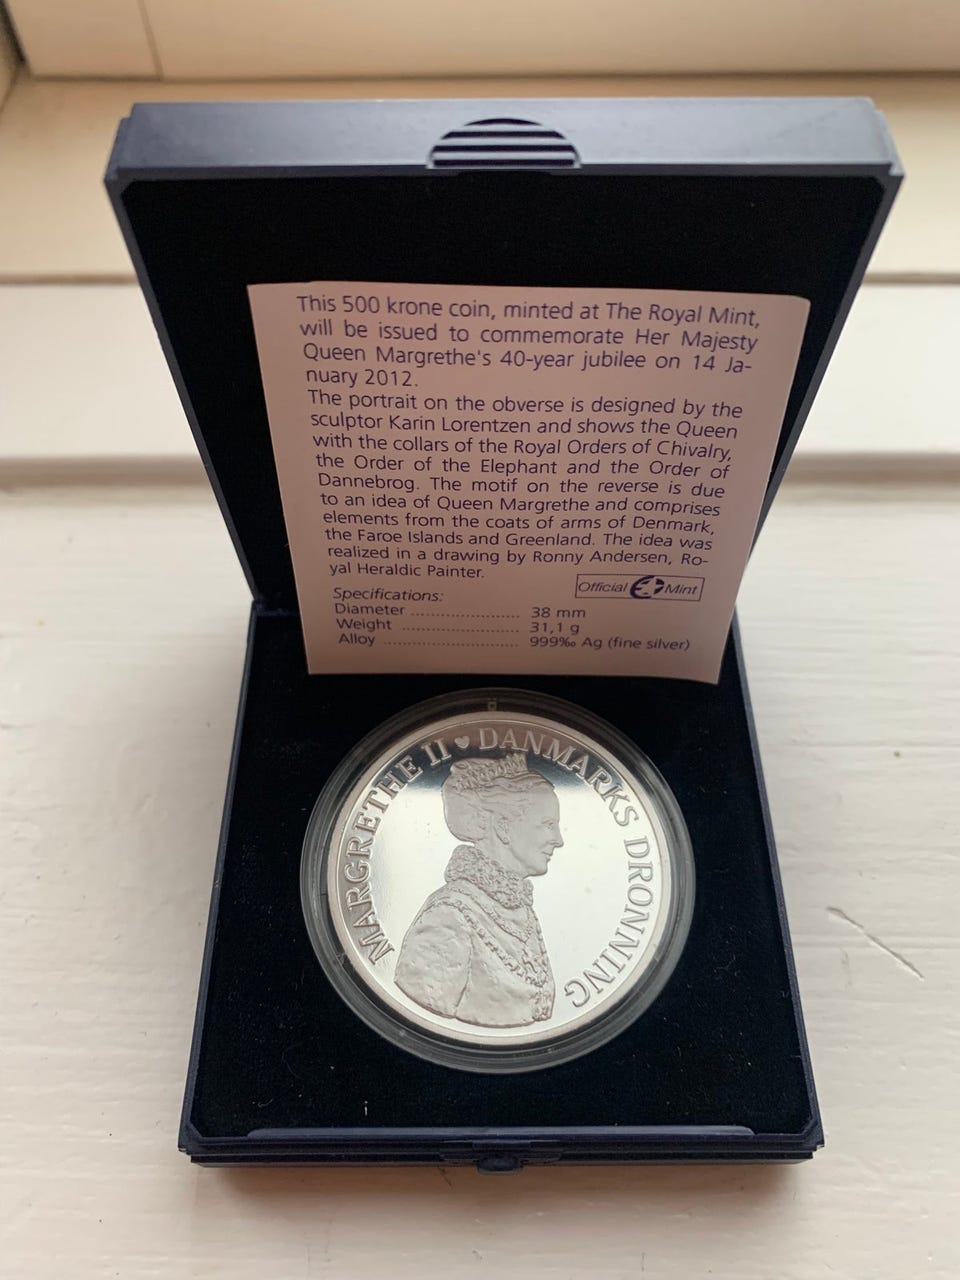 This 500 krone coin, minted at The Royal Mint,
will be issued to commemorate Her Majesty
Queen Margrethe's 40-year jubilee on 14 Ja-
nuary 2012.
The portrait on the obverse is designed by the
sculptor Karin Lorentzen and shows the Queen
with the collars of the Royal Orders of Chivalry,
the Order of the Elephant and the Order of
Dannebrog. The motif on the reverse is due
to an idea of Queen Margrethe and comprises
elements from the coats of arms of Denmark,
the Faroe Islands and Greenland. The idea was
realized in a drawing by Ronny Andersen, Ro-
yal Heraldic Painter.
Official Mint
Specifications:
Diameter .......................... 38 mm
Weight ............................ 31,1 g
Alloy ................................ 999‰ Ag (fine silver)
MARGRETHE II ♥ DANMARKS DRONNING